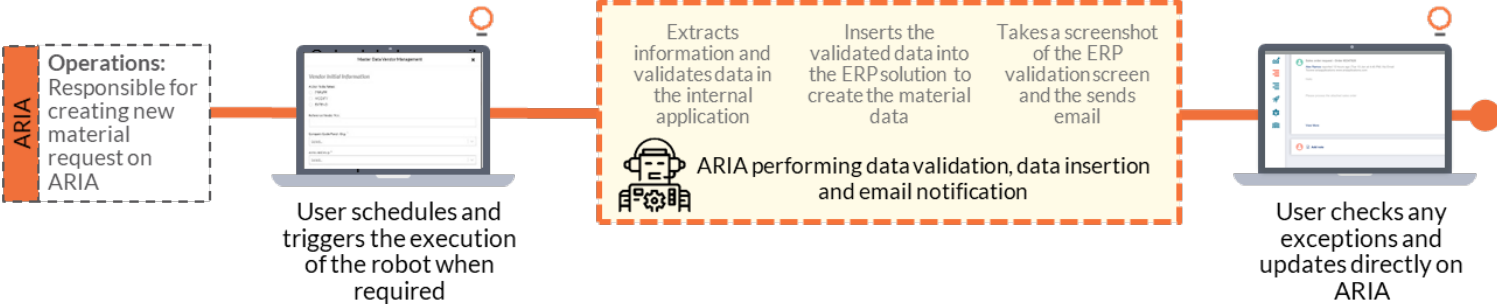 ARIA
Operations:
Responsible for
creating new
material
request on
ARIA
Master Data Vendor Management
Vendor Initial Information
User schedules and
triggers the execution
of the robot when
required
Extracts
information and
validates data in
the internal
application
Inserts the
validated data into
the ERP solution to
create the material
data
Takes a screenshot
of the ERP
validation screen
and the sends
email
ARIA performing data validation, data insertion
and email notification
User checks any
exceptions and
updates directly on
ARIA